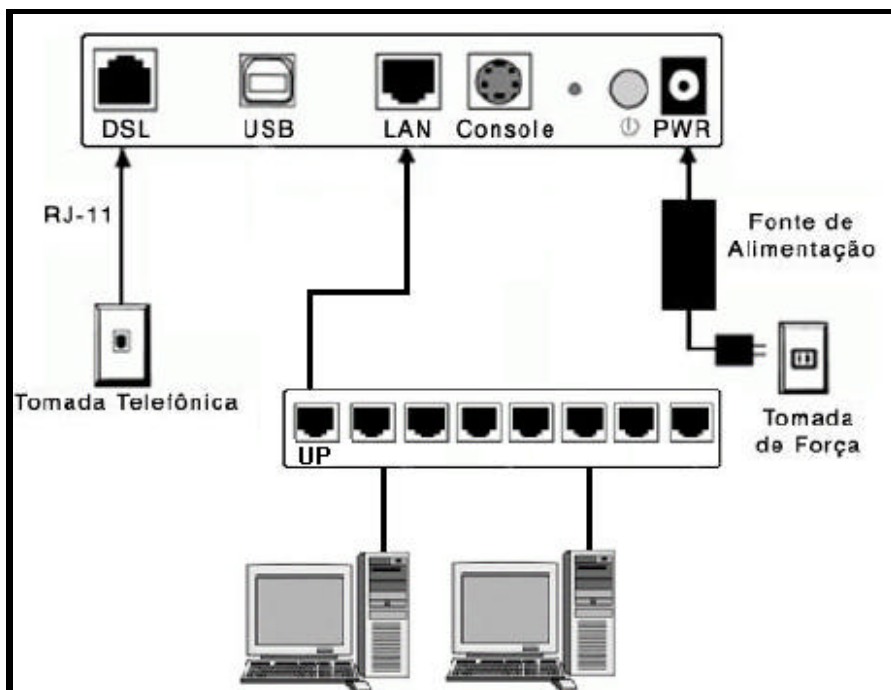 DSL USB LAN Console PWR
RJ-11
Fonte de
Alimentação
Tomada Telefônica
Tomada
de Força
UP